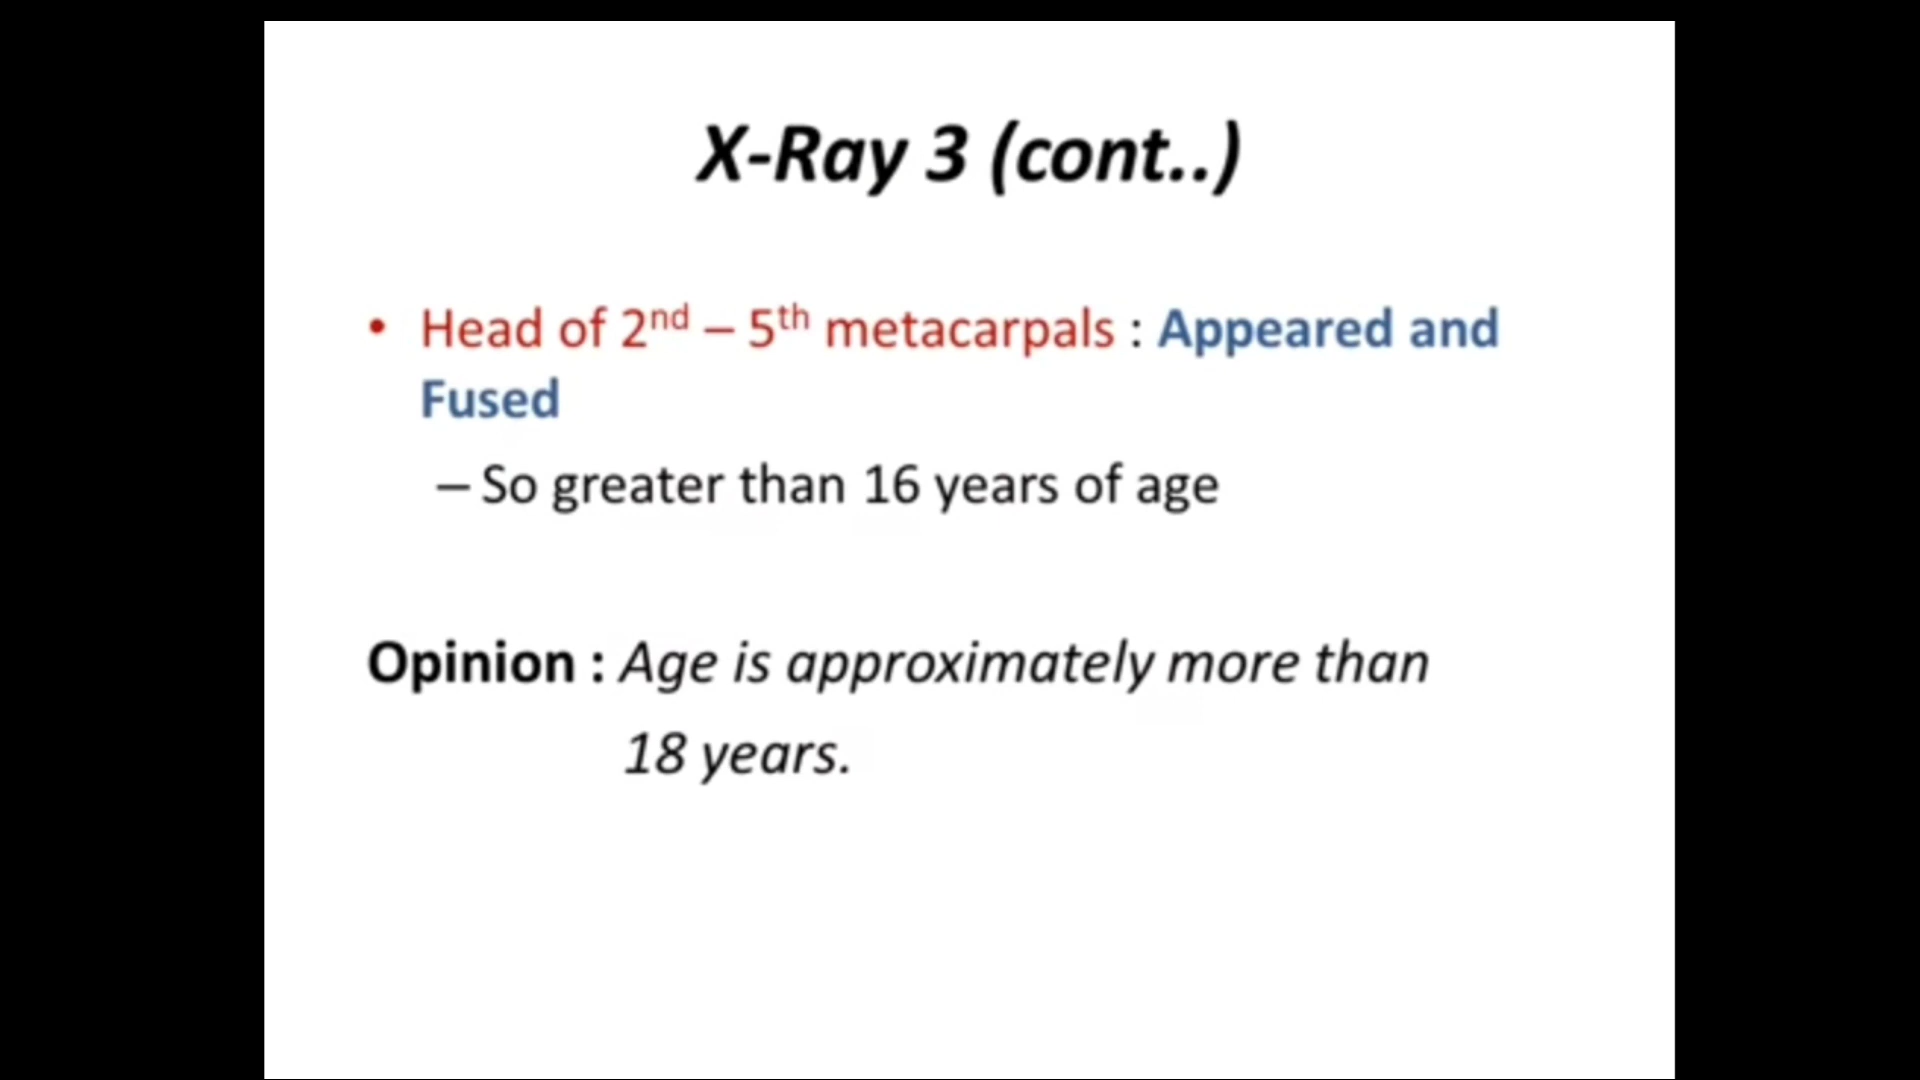 X-Ray 3 (cont..)
• Head of 2nd – 5th metacarpals : Appeared and
Fused
– So greater than 16 years of age
Opinion : Age is approximately more than
18 years.